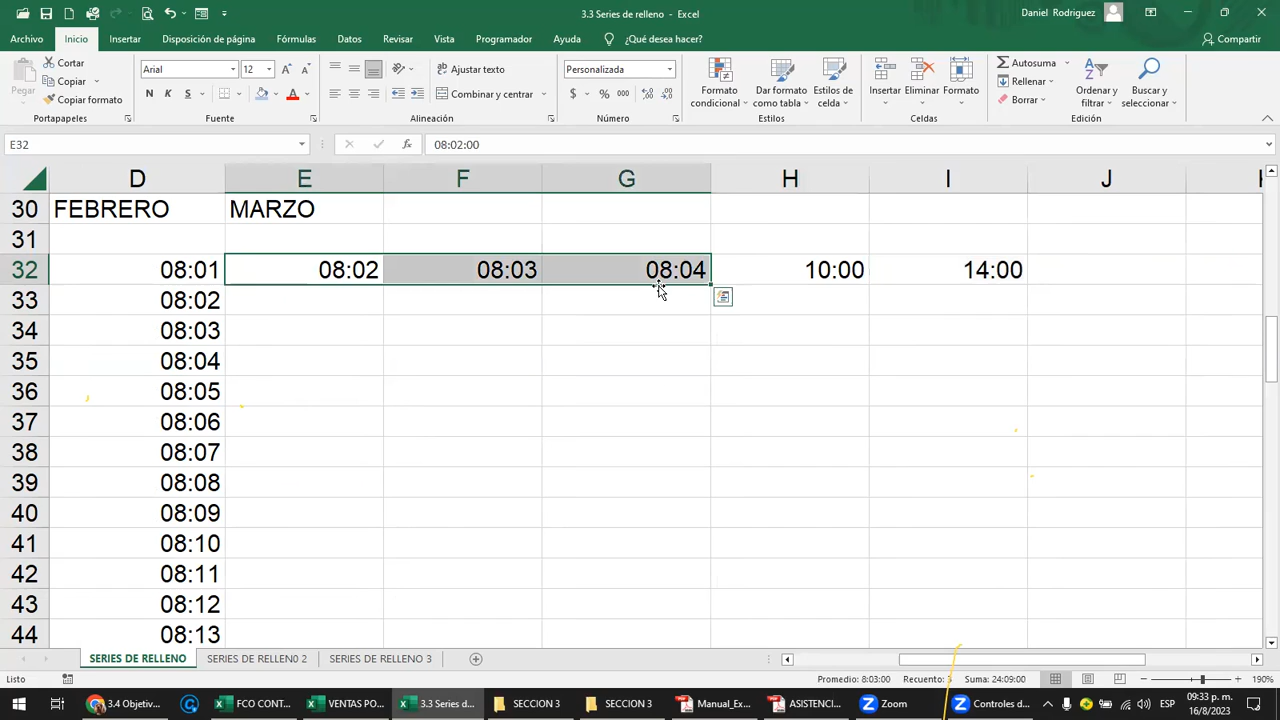 3.3 Series de relleno - Excel
Daniel Rodriguez
Archivo Inicio Insertar Disposición de página Fórmulas Datos Revisar Vista Programador Ayuda ¿Qué desea hacer? Compartir
Pegar Cortar Copiar Copiar formato Portapapeles
Arial 12 N K S A Fuente
Ajustar texto Combinar y centrar Alineación
Personalizada $ % 000 Número
Formato condicional Dar formato como tabla Estilos de celda Estilos
Insertar Eliminar Formato Celdas
Autosuma Rellenar Borrar Ordenar y filtrar Buscar y seleccionar Edición
E32 fx 08:02:00
D E F G H I J
30 FEBRERO MARZO
31
32 08:01 08:02 08:03 08:04 10:00 14:00
33 08:02
34 08:03
35 08:04
36 08:05
37 08:06
38 08:07
39 08:08
40 08:09
41 08:10
42 08:11
43 08:12
44 08:13
SERIES DE RELLENO SERIES DE RELLEN0 2 SERIES DE RELLENO 3
Listo Promedio: 8:03:00 Recuento: Suma: 24:09:00 190%
3.4 Objetiv... FCO CONT... VENTAS PO... 3.3 Series d... SECCION 3 SECCION 3 Manual_Ex... ASISTENCI... Zoom Controles d... ESP 09:33 p. m.
16/8/2023